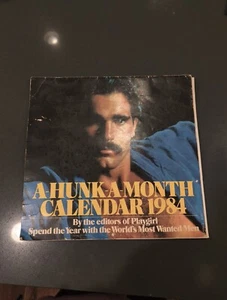 A HUNK-A-MONTH
CALENDAR 1984
By the editors of Playgirl
Spend the Year with the World's Most Wanted Men